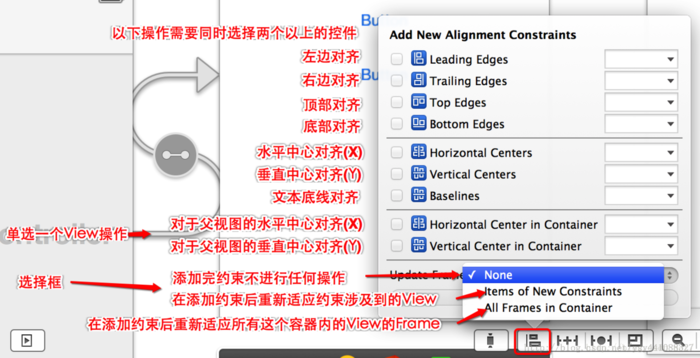 Button
以下操作需要同时选择两个以上的控件
Add New Alignment Constraints
左边对齐
Leading Edges
右边对齐
Bu
Trailing Edges
顶部对齐
Top Edges
底部对齐
Bottom Edges
水平中心对齐(X)
Horizontal Centers
垂直中心对齐(Y)
Vertical Centers
文本底线对齐
Baselines
单选一个View操作
对于父视图的水平中心对齐(X)
Horizontal Center in Container
对于父视图的垂直中心对齐(Y)
Vertical Center in Container
选择框
添加完约束不进行任何操作
Update Frame
✓ None
在添加约束后重新适应约束涉及到的View
Items of New Constraints
在添加约束后重新适应所有这个容器内的View的Frame
All Frames in Container